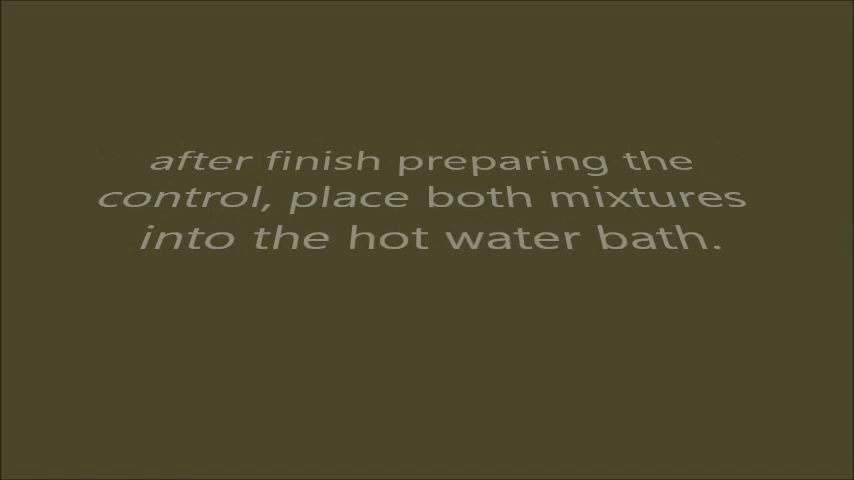 after finish preparing the
control, place both mixtures
into the hot water bath.